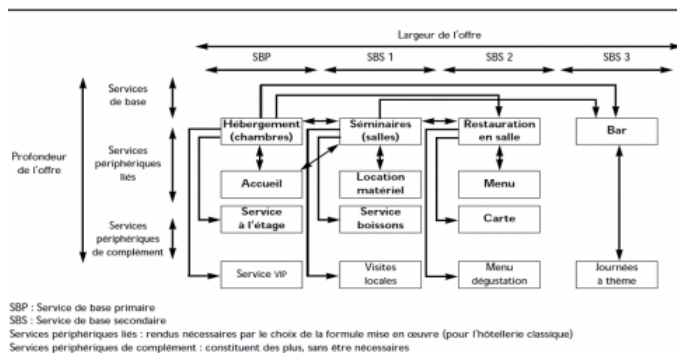 Largeur de l'offre
SBP
SBS 1
SBS 2
SBS 3
Services
de base
Hébergement
(chambres)
Séminaires
(salles)
Restauration
en salle
Bar
Profondeur
de l'offre
Services
périphériques
liés
Accueil
Location
matériel
Menu
Service
à l'étage
Service
boissons
Carte
Services
périphériques
de complément
Service VIP
Visites
locales
Menu
dégustation
Journées
à thème
SBP : Service de base primaire
SBS : Service de base secondaire
Services périphériques liés : rendus nécessaires par le choix de la formule mise en œuvre (pour l'hôtellerie classique)
Services périphériques de complément : constituent des plus, sans être nécessaires